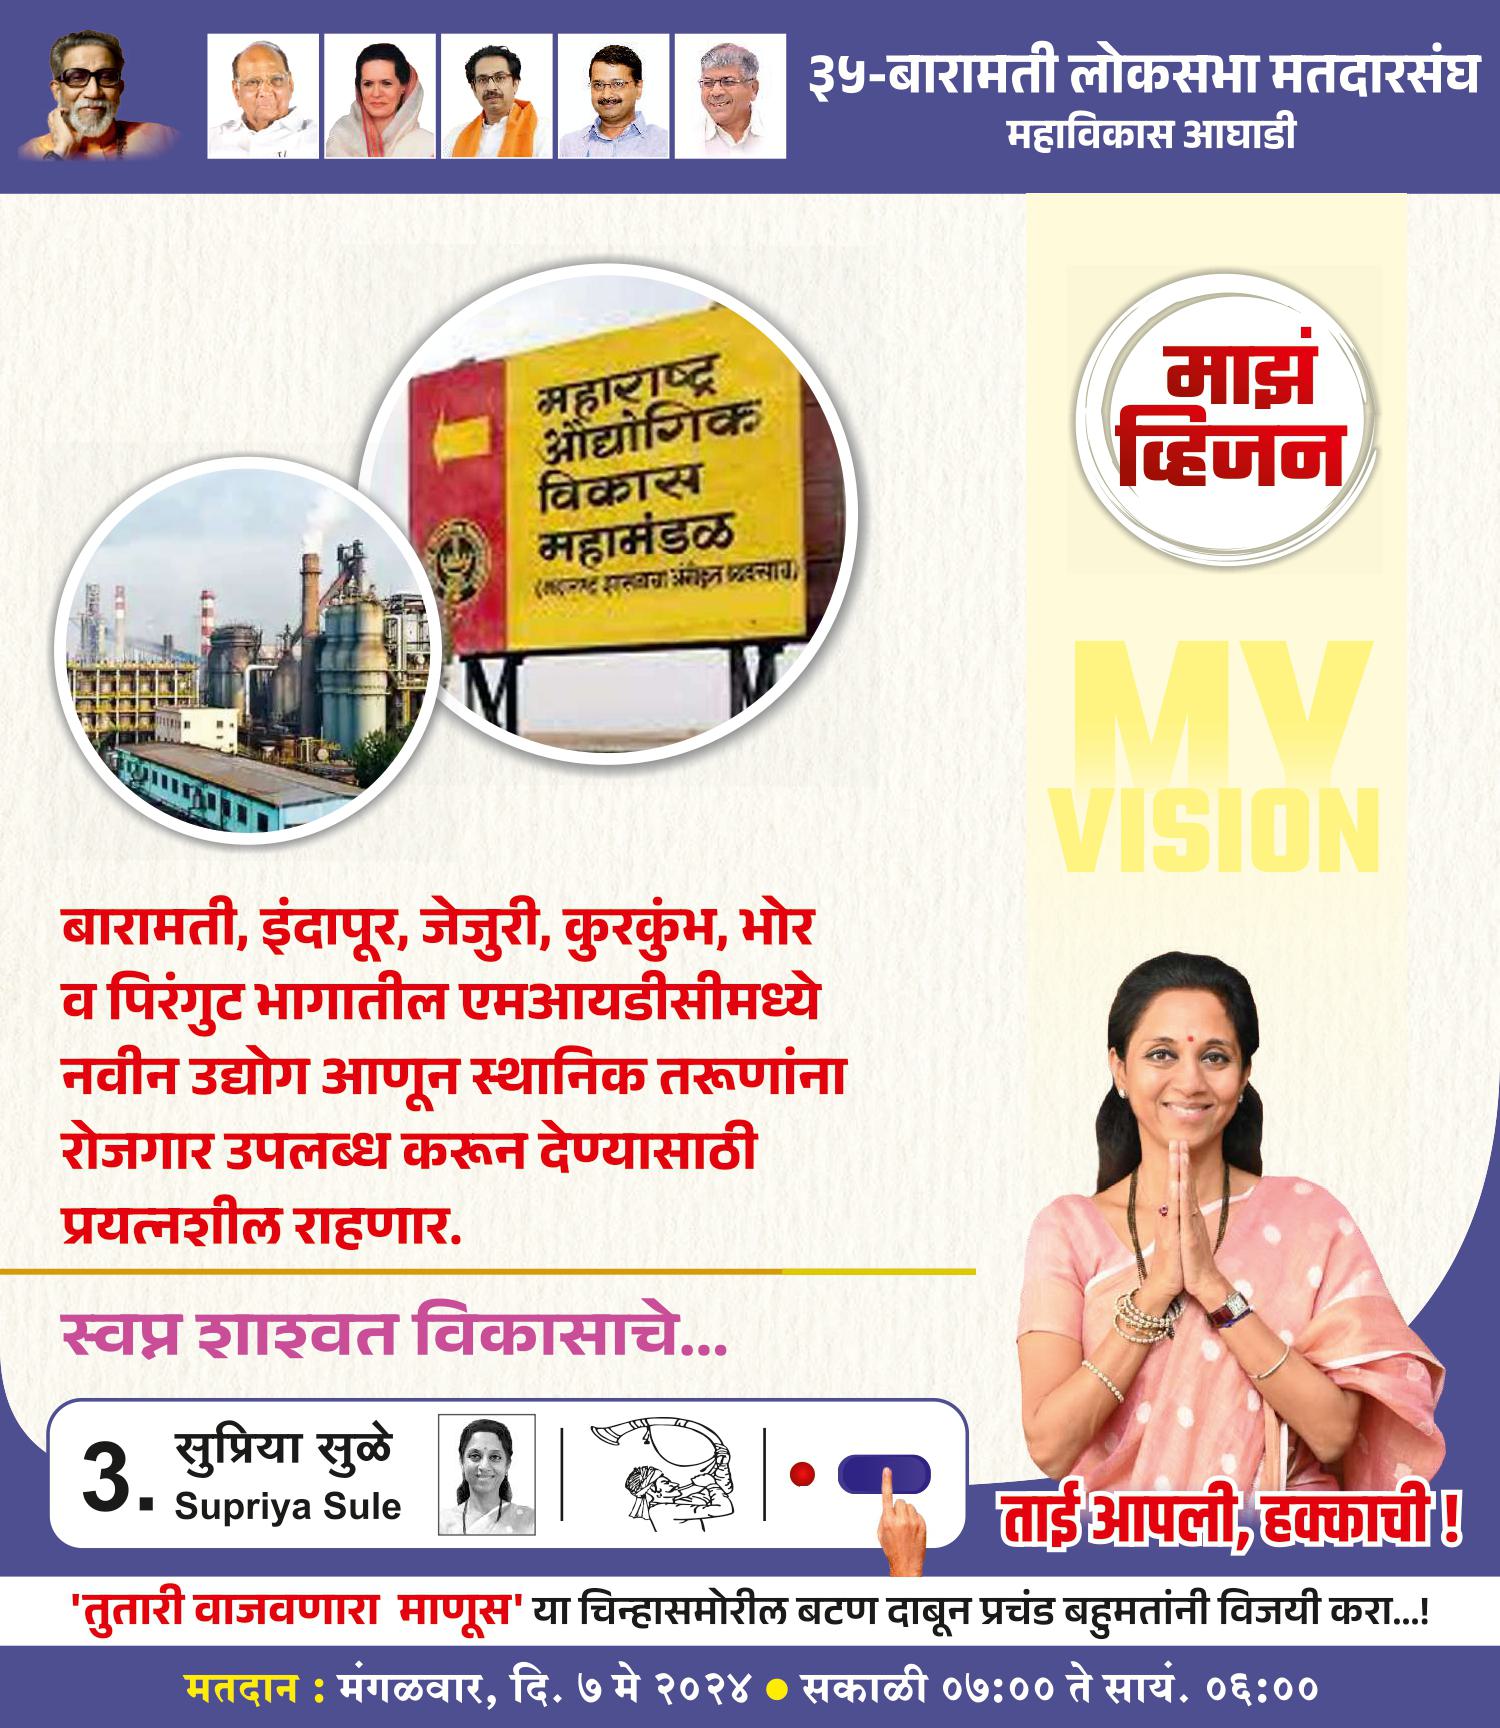 ३५-बारामती लोकसभा मतदारसंघ
महाविकास आघाडी
महाराष्ट्र
औद्योगिक
विकास
महामंडळ
माझं
व्हिजन
MY
VISION
बारामती, इंदापूर, जेजुरी, कुरकुंभ, भोर
व पिरंगुट भागातील एमआयडीसीमध्ये
नवीन उद्योग आणून स्थानिक तरूणांना
रोजगार उपलब्ध करून देण्यासाठी
प्रयत्नशील राहणार.
स्वप्न शाश्वत विकासाचे...
3. सुप्रिया सुळे
Supriya Sule
ताई आपली, हक्काची !
'तुतारी वाजवणारा माणूस' या चिन्हासमोरील बटण दाबून प्रचंड बहुमतांनी विजयी करा...!
मतदान : मंगळवार, दि. ७ मे २०२४ ● सकाळी ०७:०० ते सायं. ०६:००